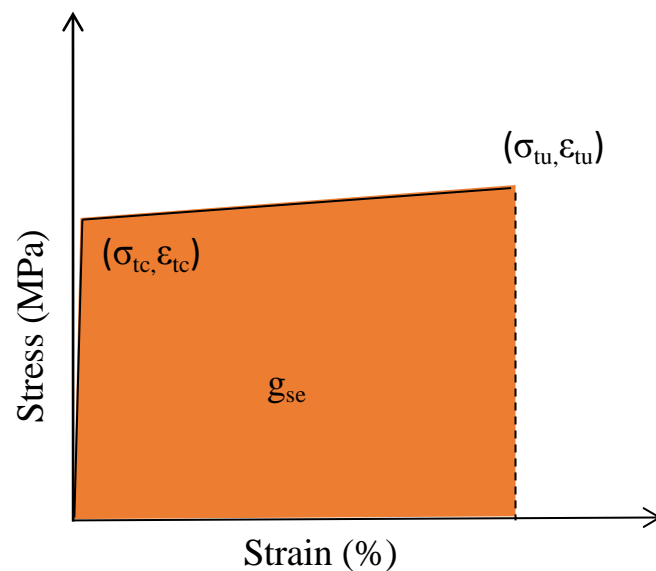 (σtu,εtu)
(σtc,εtc)
Stress (MPa)
gse
Strain (%)